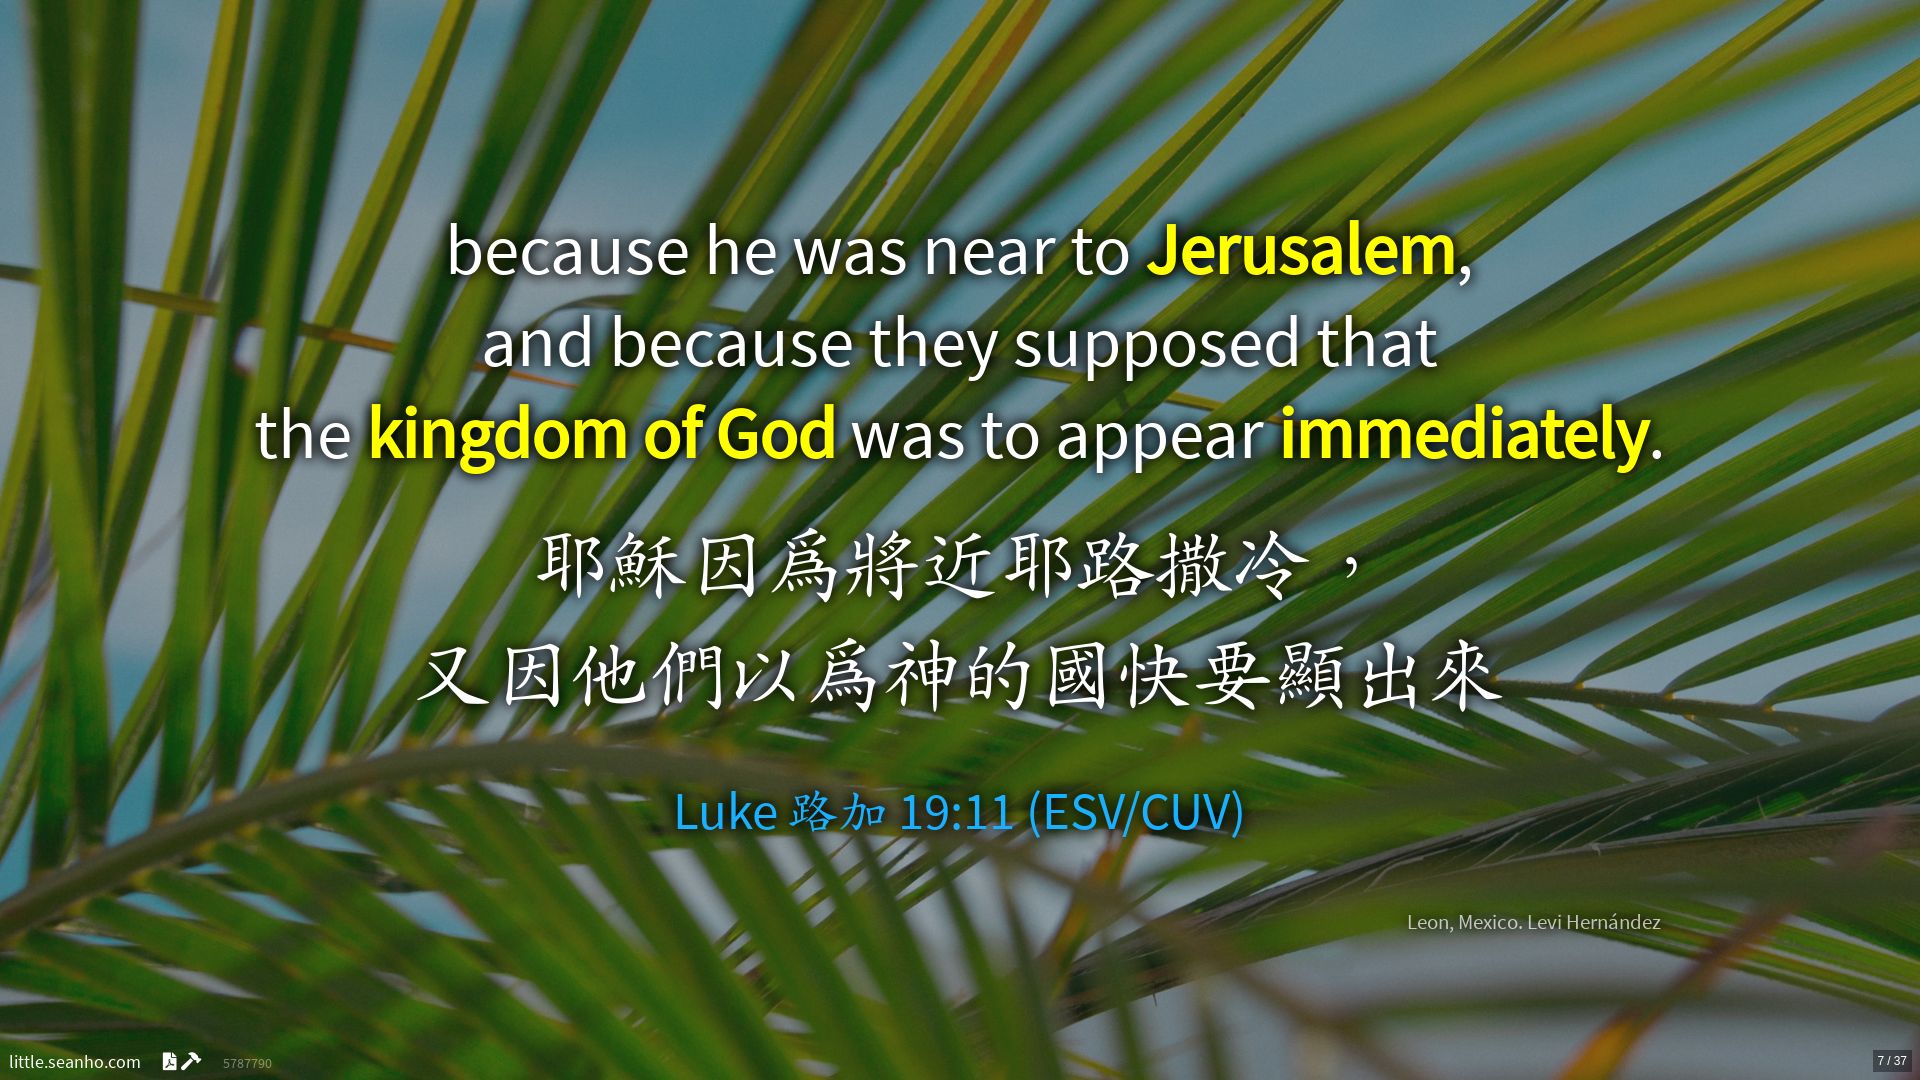 because he was near to Jerusalem,
and because they supposed that
the kingdom of God was to appear immediately.
耶穌因爲將近耶路撒冷，
又因他們以爲神的國快要顯出來
Luke 路加 19:11 (ESV/CUV)
Leon, Mexico. Levi Hernández
little.seanho.com 5787790
7 / 37